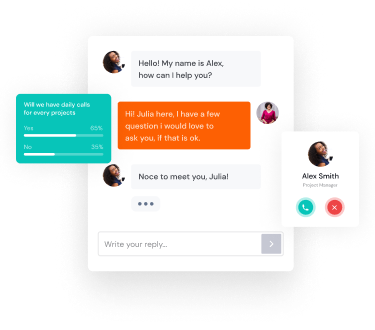 Hello! My name is Alex,
how can I help you?
Will we have daily calls
for every projects
Yes 65%
No 35%
Hi! Julia here, I have a few
question i would love to
ask you, if that is ok.
Alex Smith
Project Manager
Noce to meet you, Julia!
Write your reply...